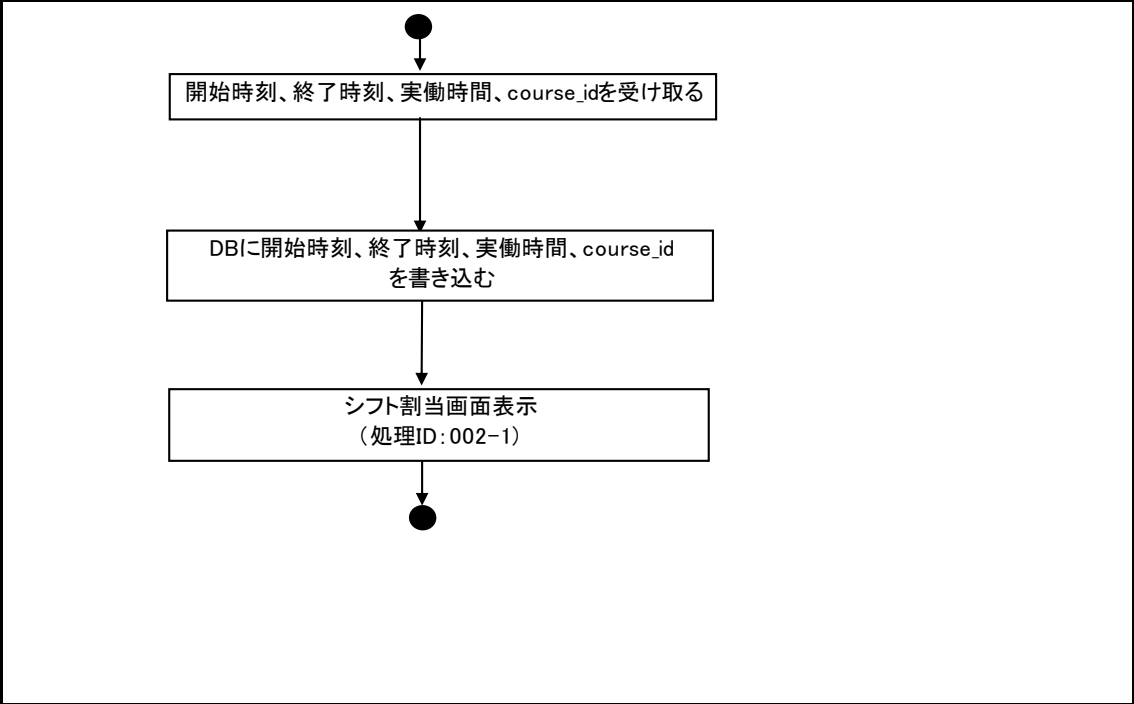 開始時刻、終了時刻、実働時間、course_idを受け取る
DBに開始時刻、終了時刻、実働時間、course_id
を書き込む
シフト割当画面表示
（処理ID：002-1）